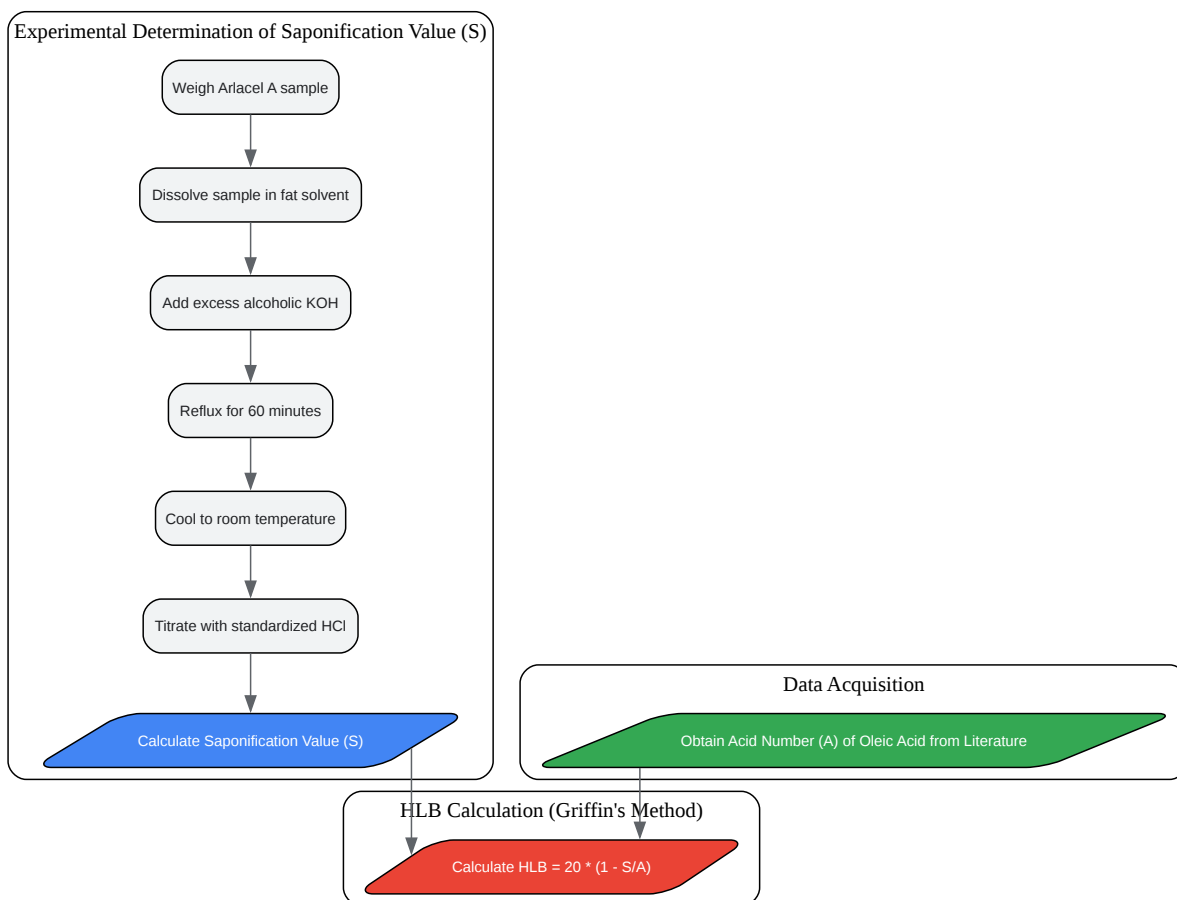 Experimental Determination of Saponification Value (S)
Weigh Arlacel A sample
Dissolve sample in fat solvent
Add excess alcoholic KOH
Reflux for 60 minutes
Cool to room temperature
Titrate with standardized HCl
Calculate Saponification Value (S)
Data Acquisition
Obtain Acid Number (A) of Oleic Acid from Literature
HLB Calculation (Griffin's Method)
Calculate HLB = 20 * (1 - S/A)